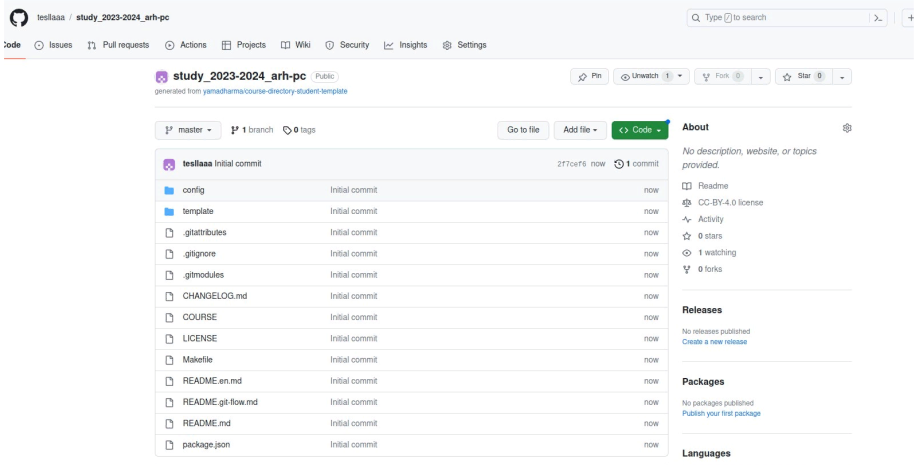 tesllaaa / study_2023-2024_arh-pc
Type / to search
Code Issues Pull requests Actions Projects Wiki Security Insights Settings
study_2023-2024_arh-pc Public
Pin Unwatch 1 Fork 0 Star 0
generated from yamadharma/course-directory-student-template
master 1 branch 0 tags Go to file Add file Code
tesllaaa Initial commit 2f7cef6 now 1 commit
config Initial commit now
template Initial commit now
.gitattributes Initial commit now
.gitignore Initial commit now
.gitmodules Initial commit now
CHANGELOG.md Initial commit now
COURSE Initial commit now
LICENSE Initial commit now
Makefile Initial commit now
README.en.md Initial commit now
README.git-flow.md Initial commit now
README.md Initial commit now
package.json Initial commit now
About
No description, website, or topics
provided.
Readme
CC-BY-4.0 license
Activity
0 stars
1 watching
0 forks
Releases
No releases published
Create a new release
Packages
No packages published
Publish your first package
Languages